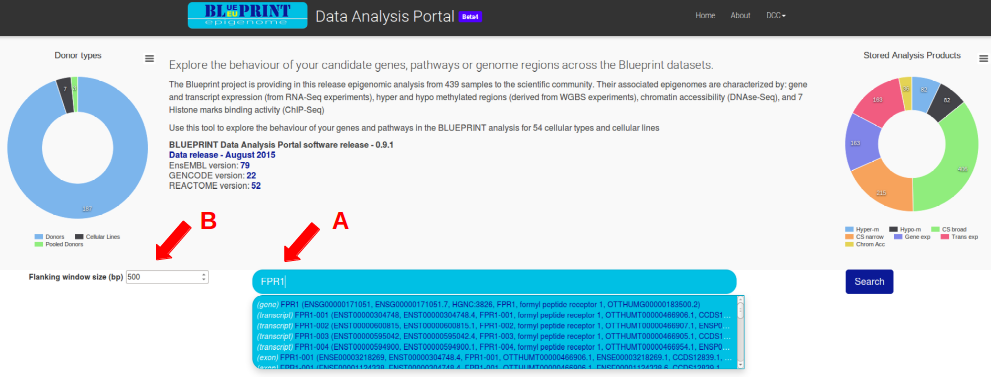 BLUEPRINT
epigenome
Data Analysis Portal Beta4
Home About DCC
Donor types
7
167
Donors Cellular Lines
Pooled Donors
Explore the behaviour of your candidate genes, pathways or genome regions across the Blueprint datasets.
The Blueprint project is providing in this release epigenomic analysis from 439 samples to the scientific community. Their associated epigenomes are characterized by: gene
and transcript expression (from RNA-Seq experiments), hyper and hypo methylated regions (derived from WGBS experiments), chromatin accessibility (DNAse-Seq), and 7
Histone marks binding activity (ChIP-Seq)
Use this tool to explore the behaviour of your genes and pathways in the BLUEPRINT analysis for 54 cellular types and cellular lines
BLUEPRINT Data Analysis Portal software release - 0.9.1
Data release - August 2015
EnsEMBL version: 79
GENCODE version: 22
REACTOME version: 52
Stored Analysis Products
82
163
163
Hyper-m Hypo-m CS broad
CS narrow Gene exp Trans exp
Chrom Acc
B
A
Flanking window size (bp) 500
FPR1
Search
(gene) FPR1 (ENSG00000171051, ENSG00000171051.7, HGNC:3826, FPR1, formyl peptide receptor 1, OTTHUMG00000183500.2)
(transcript) FPR1-001 (ENST00000304748, ENST00000304748.4, FPR1-001, formyl peptide receptor 1, OTTHUMT00000466906.1, CCDS1...
(transcript) FPR1-002 (ENST00000600815, ENST00000600815.1, FPR1-002, formyl peptide receptor 1, OTTHUMT00000466907.1, ENSP0...
(transcript) FPR1-003 (ENST00000595042, ENST00000595042.4, FPR1-003, formyl peptide receptor 1, OTTHUMT00000466905.1, CCDS1...
(transcript) FPR1-004 (ENST00000594900, ENST00000594900.1, FPR1-004, formyl peptide receptor 1, OTTHUMT00000466954.1, ENSP0...
(exon) FPR1-001 (ENSE00003218269, ENST00000304748.4, FPR1-001, OTTHUMT00000466906.1, ENSE00003218269.1, CCDS12839.1,...